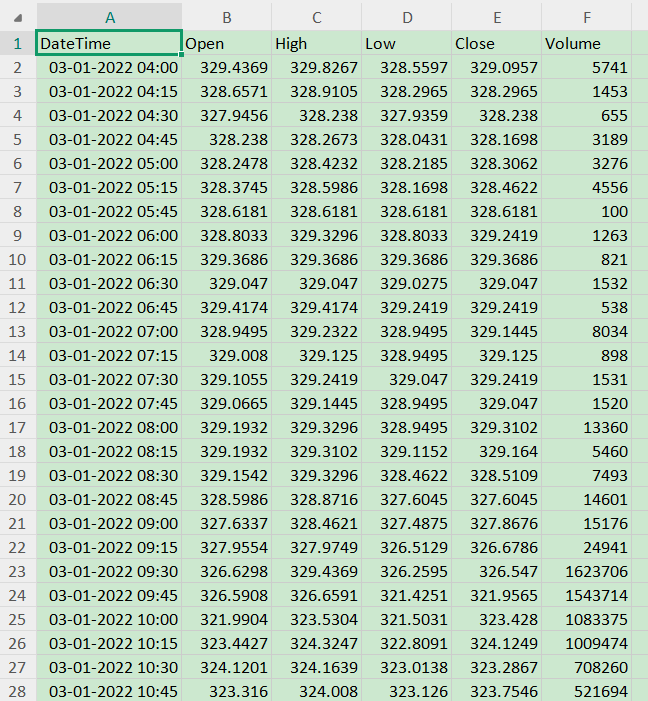 A B C D E F
1 DateTime Open High Low Close Volume
2 03-01-2022 04:00 329.4369 329.8267 328.5597 329.0957 5741
3 03-01-2022 04:15 328.6571 328.9105 328.2965 328.2965 1453
4 03-01-2022 04:30 327.9456 328.238 327.9359 328.238 655
5 03-01-2022 04:45 328.238 328.2673 328.0431 328.1698 3189
6 03-01-2022 05:00 328.2478 328.4232 328.2185 328.3062 3276
7 03-01-2022 05:15 328.3745 328.5986 328.1698 328.4622 4556
8 03-01-2022 05:45 328.6181 328.6181 328.6181 328.6181 100
9 03-01-2022 06:00 328.8033 329.3296 328.8033 329.2419 1263
10 03-01-2022 06:15 329.3686 329.3686 329.3686 329.3686 821
11 03-01-2022 06:30 329.047 329.047 329.0275 329.047 1532
12 03-01-2022 06:45 329.4174 329.4174 329.2419 329.2419 538
13 03-01-2022 07:00 328.9495 329.2322 328.9495 329.1445 8034
14 03-01-2022 07:15 329.008 329.125 328.9495 329.125 898
15 03-01-2022 07:30 329.1055 329.2419 329.047 329.2419 1531
16 03-01-2022 07:45 329.0665 329.1445 328.9495 329.047 1520
17 03-01-2022 08:00 329.1932 329.3296 328.9495 329.3102 13360
18 03-01-2022 08:15 329.1932 329.3102 329.1152 329.164 5460
19 03-01-2022 08:30 329.1542 329.3296 328.4622 328.5109 7493
20 03-01-2022 08:45 328.5986 328.8716 327.6045 327.6045 14601
21 03-01-2022 09:00 327.6337 328.4621 327.4875 327.8676 15176
22 03-01-2022 09:15 327.9554 327.9749 326.5129 326.6786 24941
23 03-01-2022 09:30 326.6298 329.4369 326.2595 326.547 1623706
24 03-01-2022 09:45 326.5908 326.6591 321.4251 321.9565 1543714
25 03-01-2022 10:00 321.9904 323.5304 321.5031 323.428 1083375
26 03-01-2022 10:15 323.4427 324.3247 322.8091 324.1249 1009474
27 03-01-2022 10:30 324.1201 324.1639 323.0138 323.2867 708260
28 03-01-2022 10:45 323.316 324.008 323.126 323.7546 521694